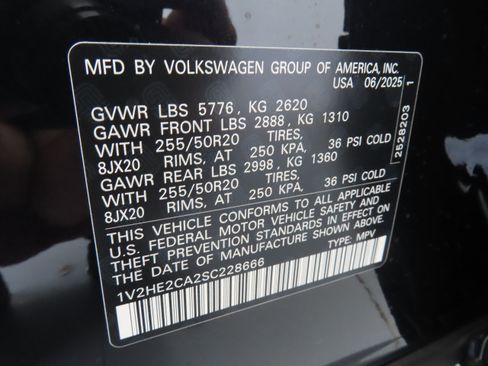 MFD BY VOLKSWAGEN GROUP OF AMERICA, INC.
USA 06/2025
GVWR LBS 5776, KG 2620
GAWR FRONT LBS 2888, KG 1310
WITH 255/50R20 TIRES,
8JX20 RIMS, AT 250 KPA, 36 PSI COLD
GAWR REAR LBS 2998, KG 1360
WITH 255/50R20 TIRES,
8JX20 RIMS, AT 250 KPA, 36 PSI COLD
THIS VEHICLE CONFORMS TO ALL APPLICABLE
U.S. FEDERAL MOTOR VEHICLE SAFETY AND
THEFT PREVENTION STANDARDS IN EFFECT ON
THE DATE OF MANUFACTURE SHOWN ABOVE.
1V2HE2CA2SC228666 TYPE: MPV
2528203 1